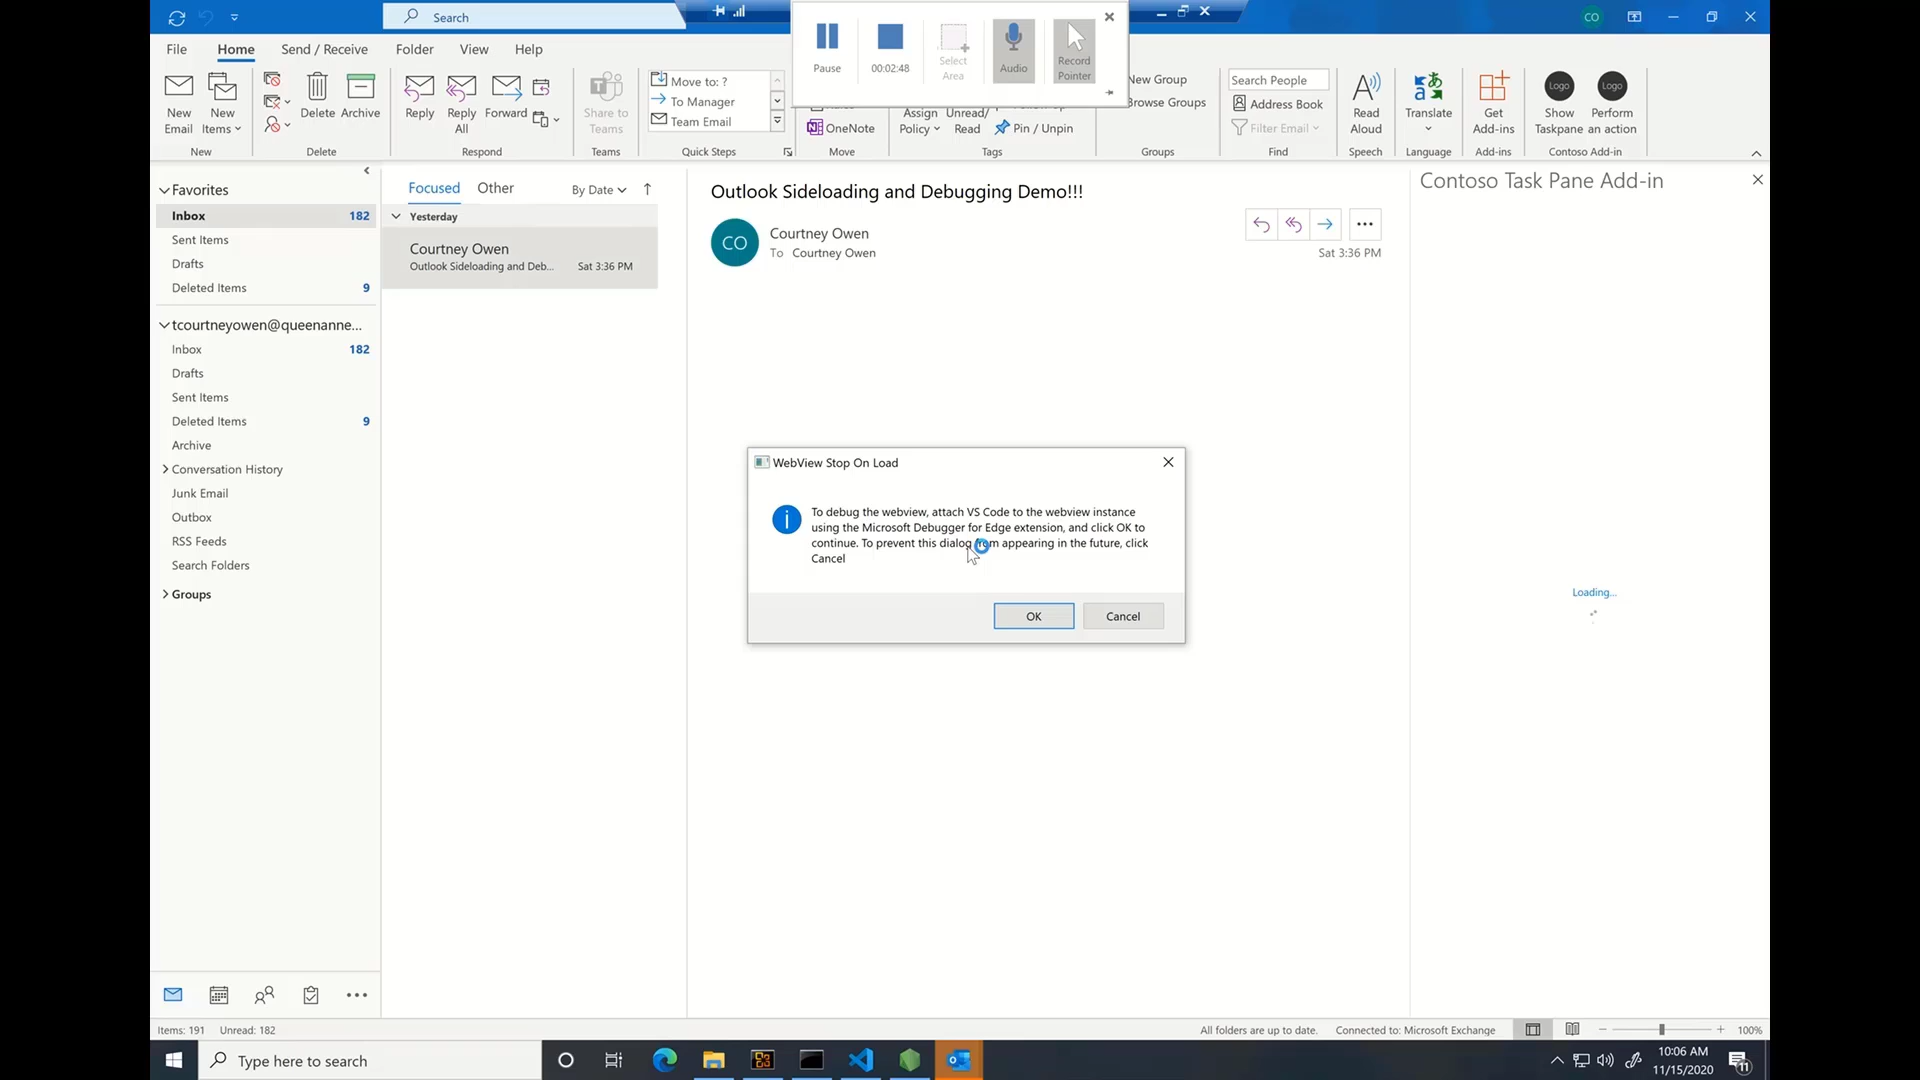 Search
CO
File Home Send / Receive Folder View Help
Pause
00:02:48
Select Area
Audio
Record Pointer
New Email
New Items
Delete
Archive
Reply
Reply All
Forward
Share to Teams
Move to: ?
To Manager
Team Email
OneNote
Assign Policy
Unread/ Read
Pin / Unpin
New Group
Browse Groups
Search People
Address Book
Filter Email
Read Aloud
Translate
Get Add-ins
Logo
Show Taskpane
Logo
Perform an action
New Delete Respond Teams Quick Steps Move Tags Groups Find Speech Language Add-ins Contoso Add-in
Favorites
Inbox 182
Sent Items
Drafts
Deleted Items 9
tcourtneyowen@queenanne...
Inbox 182
Drafts
Sent Items
Deleted Items 9
Archive
Conversation History
Junk Email
Outbox
RSS Feeds
Search Folders
Groups
Focused Other By Date
Yesterday
Courtney Owen
Outlook Sideloading and Deb... Sat 3:36 PM
Outlook Sideloading and Debugging Demo!!!
CO
Courtney Owen
To Courtney Owen
Sat 3:36 PM
Contoso Task Pane Add-in
Loading...
WebView Stop On Load
To debug the webview, attach VS Code to the webview instance
using the Microsoft Debugger for Edge extension, and click OK to
continue. To prevent this dialog from appearing in the future, click
Cancel
OK Cancel
Items: 191 Unread: 182
All folders are up to date. Connected to: Microsoft Exchange 100%
Type here to search
10:06 AM
11/15/2020
11